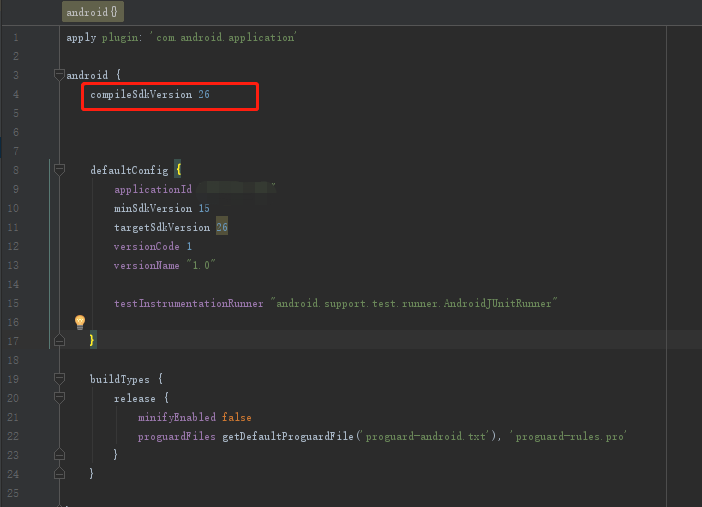 android{}
1 apply plugin: 'com.android.application'
2
3 android {
4 compileSdkVersion 26
5
6
7
8 defaultConfig {
9 applicationId "
10 minSdkVersion 15
11 targetSdkVersion 26
12 versionCode 1
13 versionName "1.0"
14
15 testInstrumentationRunner "android.support.test.runner.AndroidJUnitRunner"
16
17 }
18
19 buildTypes {
20 release {
21 minifyEnabled false
22 proguardFiles getDefaultProguardFile('proguard-android.txt'), 'proguard-rules.pro'
23 }
24 }
25